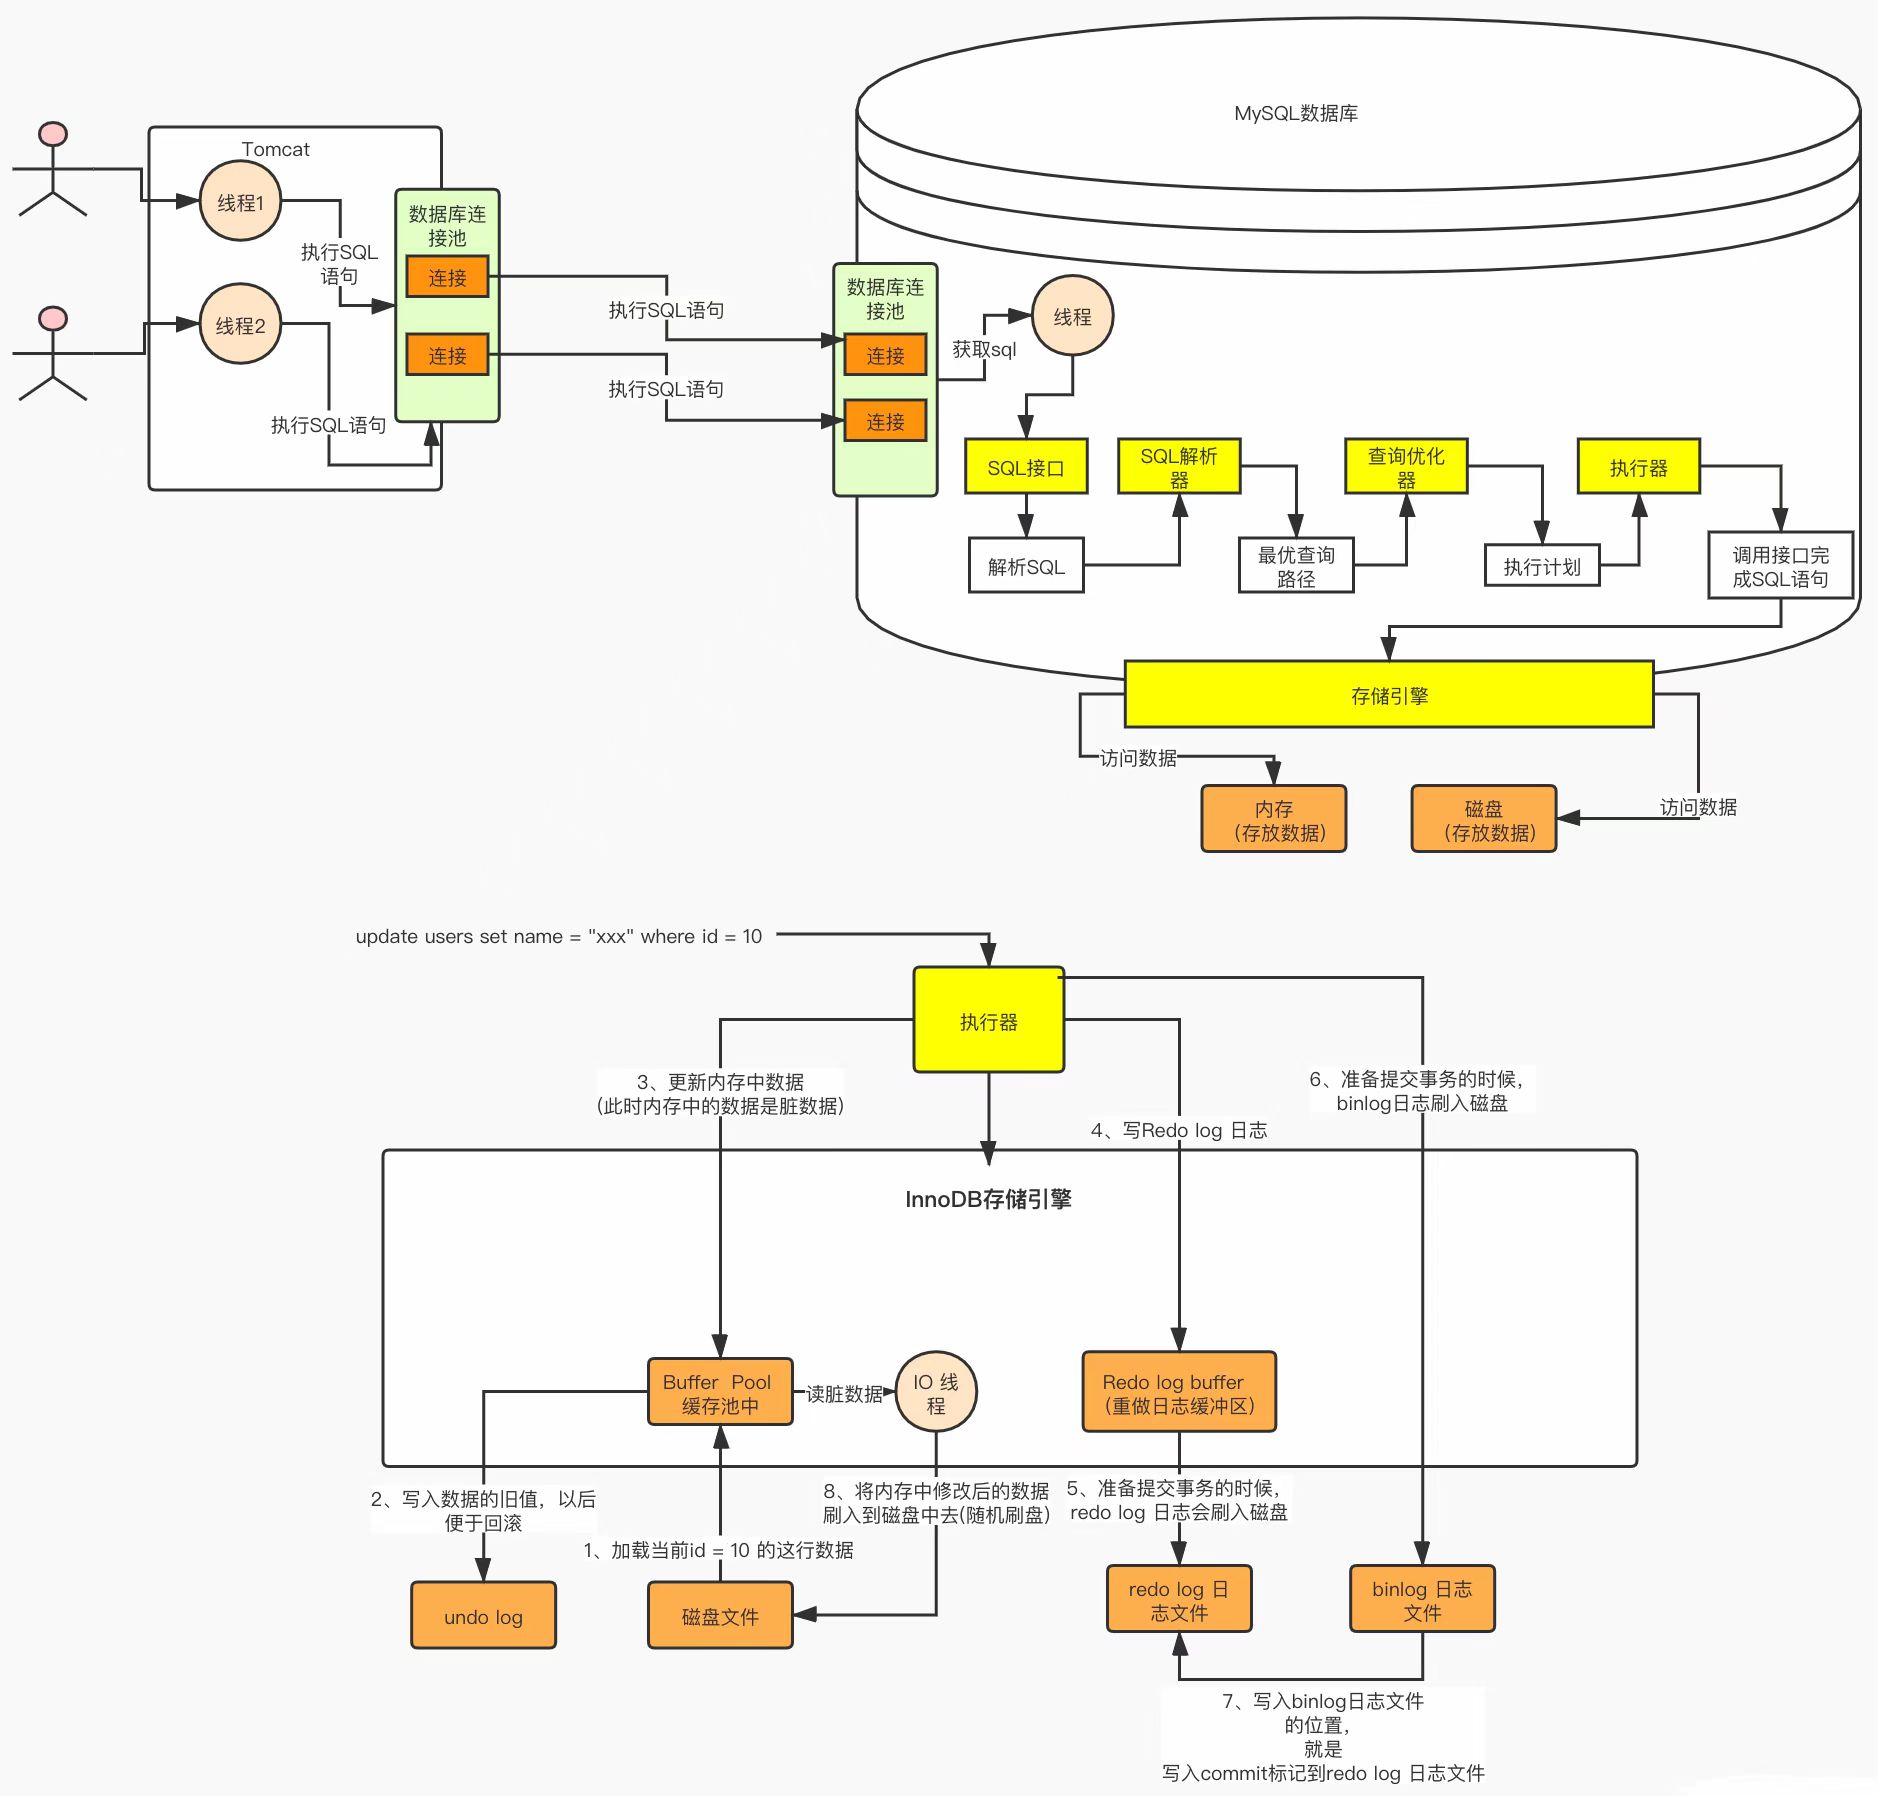 MySQL数据库
Tomcat
线程1
执行SQL
语句
数据库连
接池
连接
连接
线程2
执行SQL语句
执行SQL语句
执行SQL语句
数据库连
接池
连接
连接
获取sql
线程
SQL接口
SQL解析
器
查询优化
器
执行器
解析SQL
最优查询
路径
执行计划
调用接口完
成SQL语句
存储引擎
访问数据
访问数据
内存
（存放数据）
磁盘
（存放数据）
update users set name = "xxx" where id = 10
执行器
3、更新内存中数据
(此时内存中的数据是脏数据)
4、写Redo log 日志
6、准备提交事务的时候，
binlog日志刷入磁盘
InnoDB存储引擎
Buffer Pool
缓存池中
读脏数据
IO 线
程
Redo log buffer
（重做日志缓冲区）
2、写入数据的旧值，以后
便于回滚
8、将内存中修改后的数据
刷入到磁盘中去(随机刷盘)
5、准备提交事务的时候，
redo log 日志会刷入磁盘
1、加载当前id = 10 的这行数据
undo log
磁盘文件
redo log 日
志文件
binlog 日志
文件
7、写入binlog日志文件
的位置，
就是
写入commit标记到redo log 日志文件